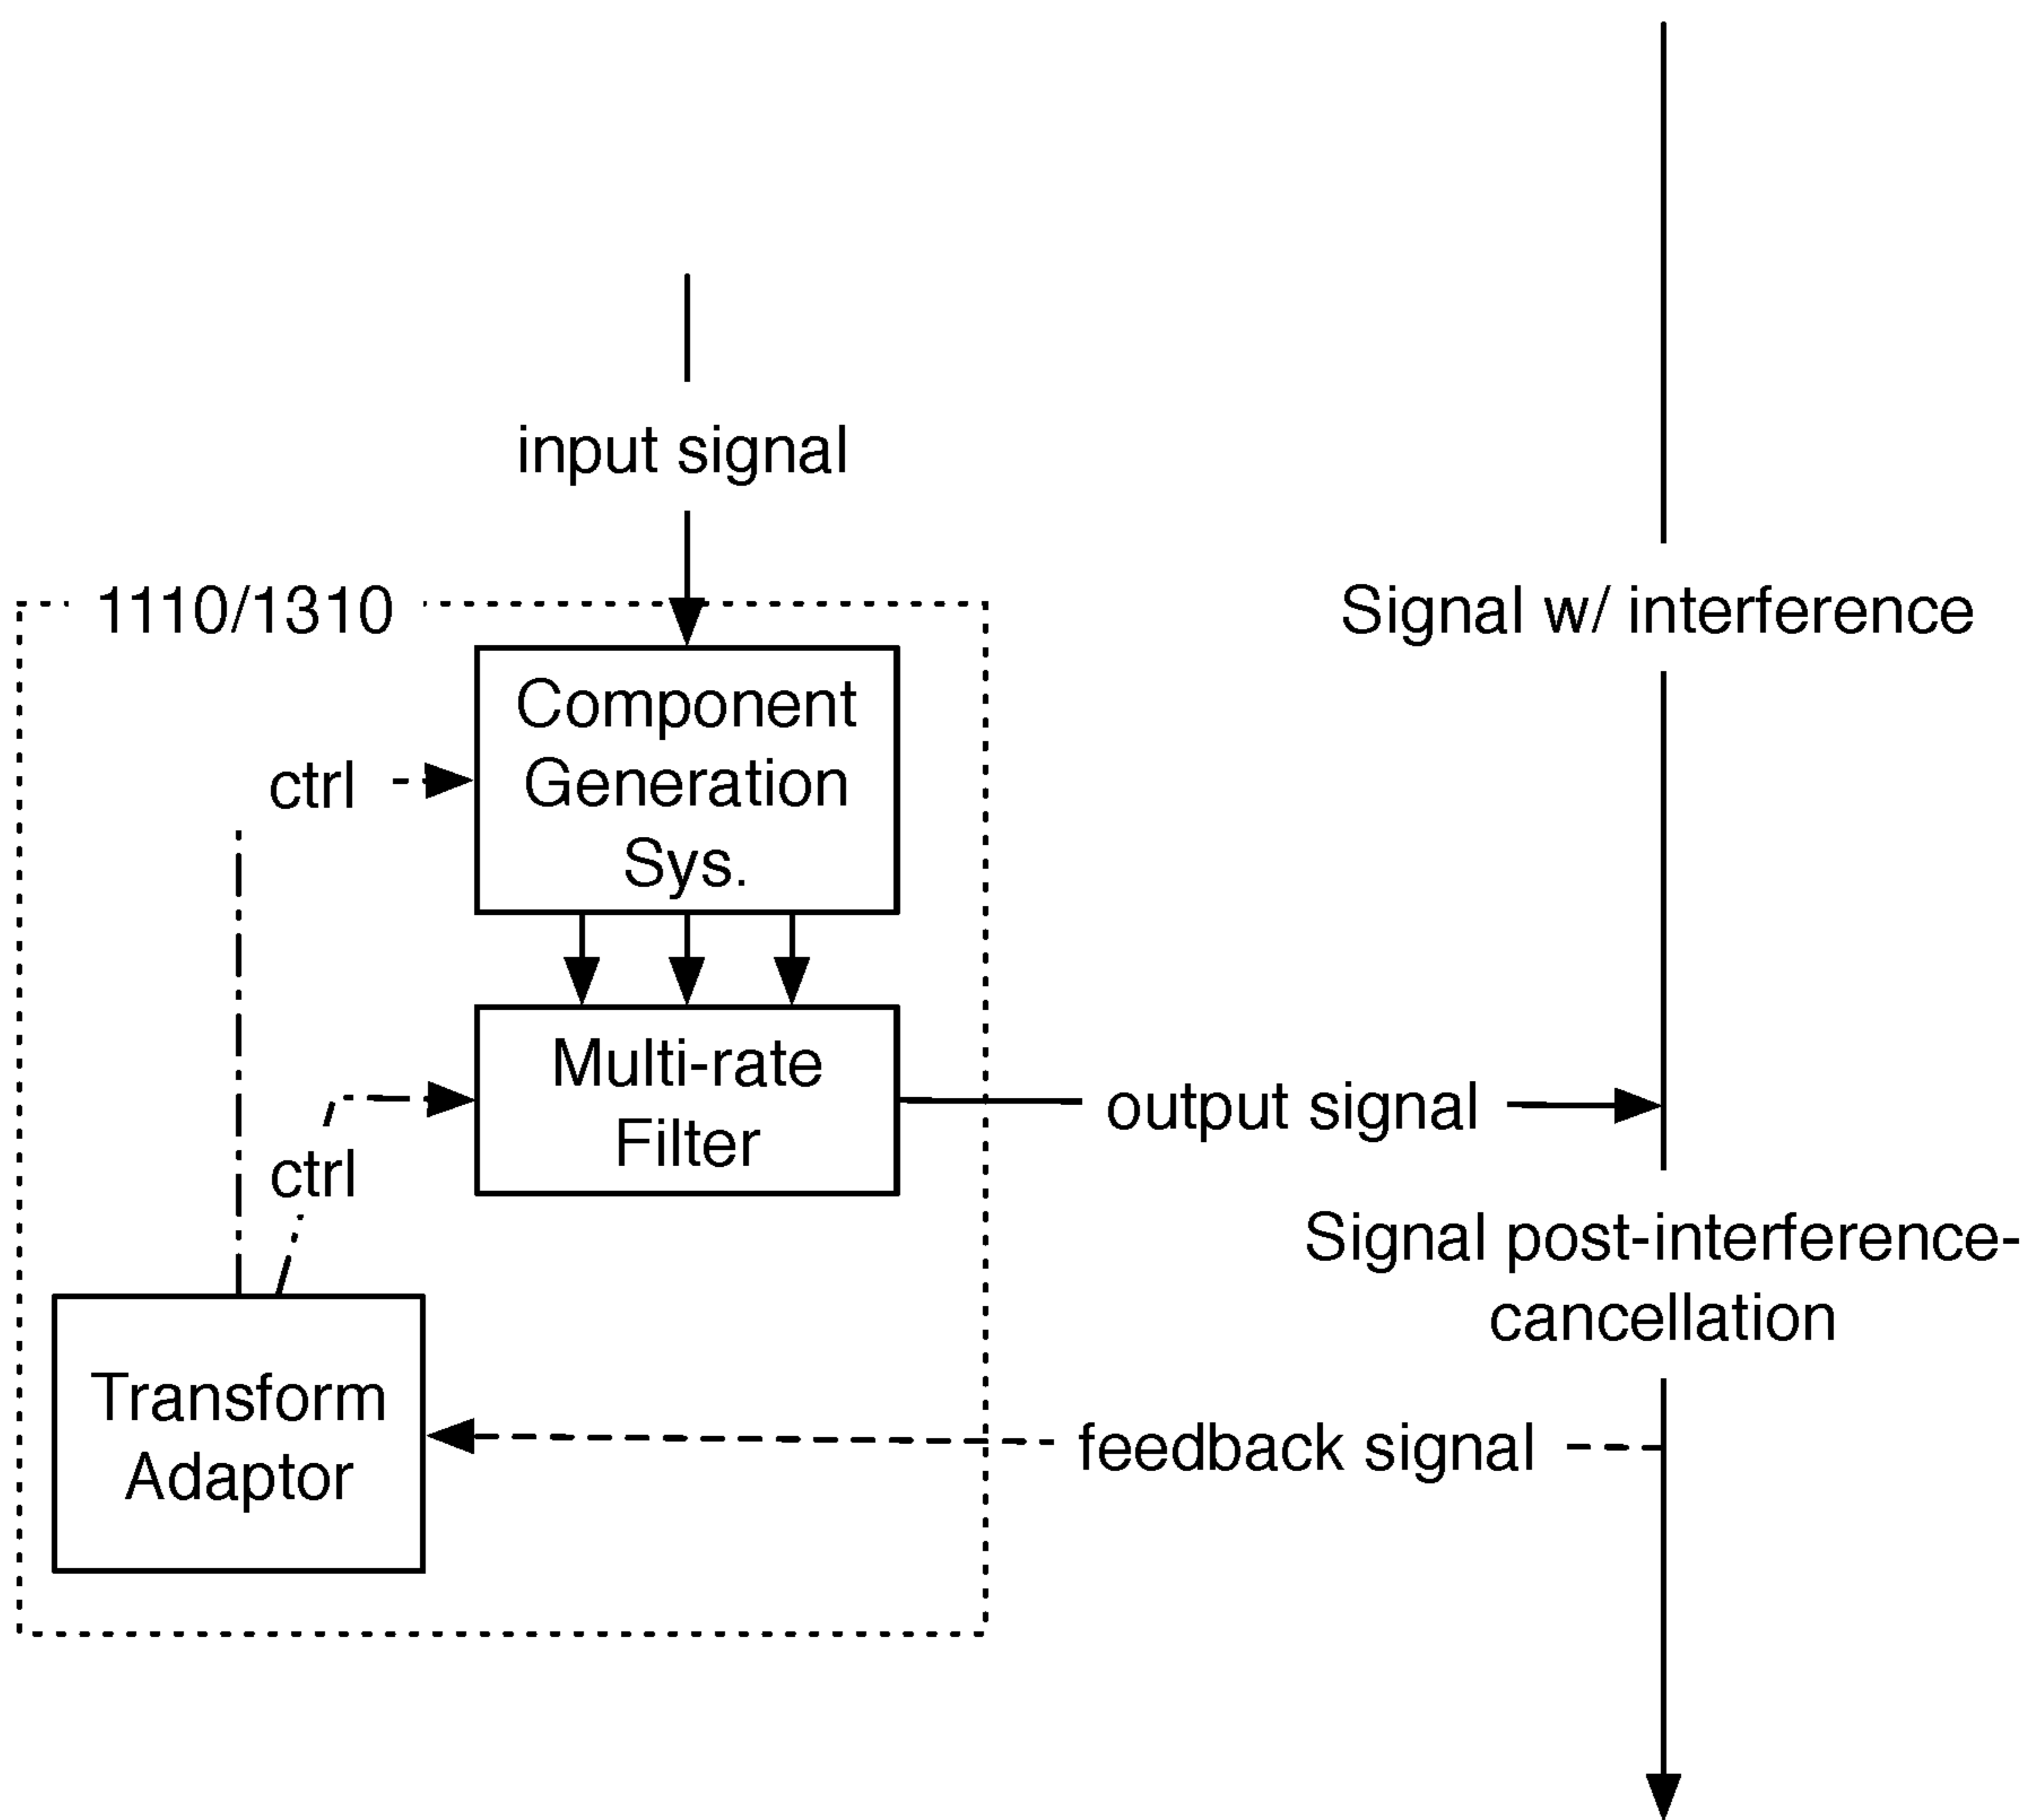 input signal
1110/1310
Signal w/ interference
Component
Generation
Sys.
ctrl
Multi-rate
Filter
output signal
ctrl
Signal post-interference-
cancellation
Transform
Adaptor
feedback signal